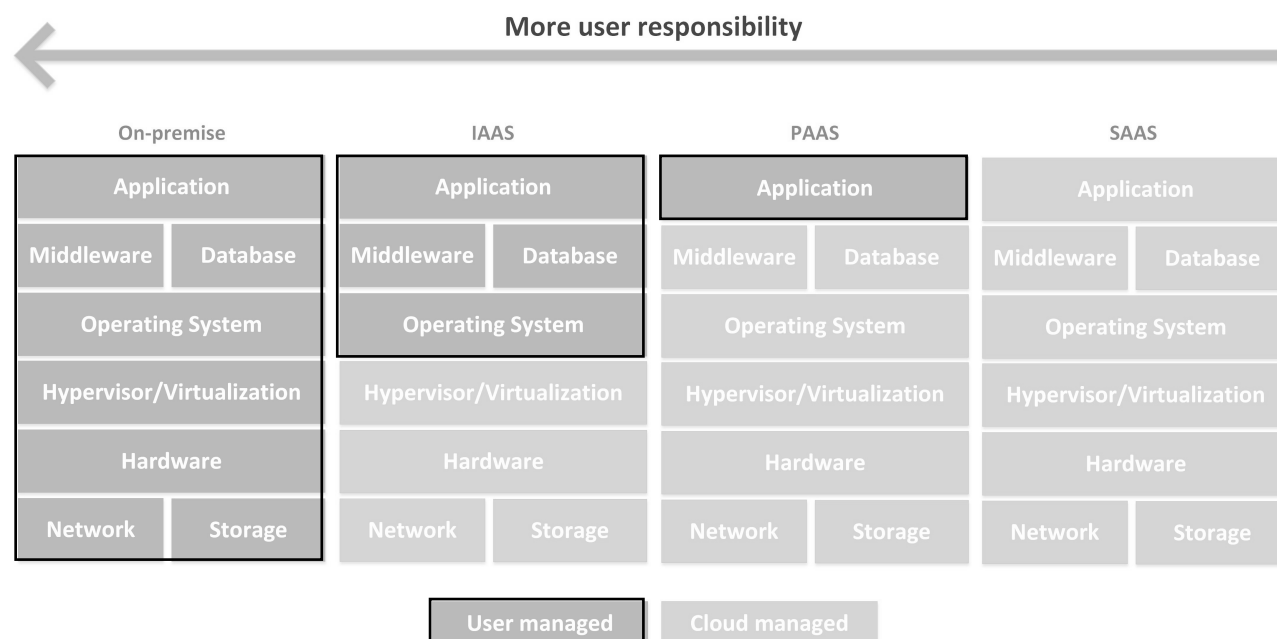 More user responsibility
On-premise IAAS PAAS SAAS
Application Application Application Application
Middleware Database Middleware Database Middleware Database Middleware Database
Operating System Operating System Operating System Operating System
Hypervisor/Virtualization Hypervisor/Virtualization Hypervisor/Virtualization Hypervisor/Virtualization
Hardware Hardware Hardware Hardware
Network Storage Network Storage Network Storage Network Storage
User managed Cloud managed